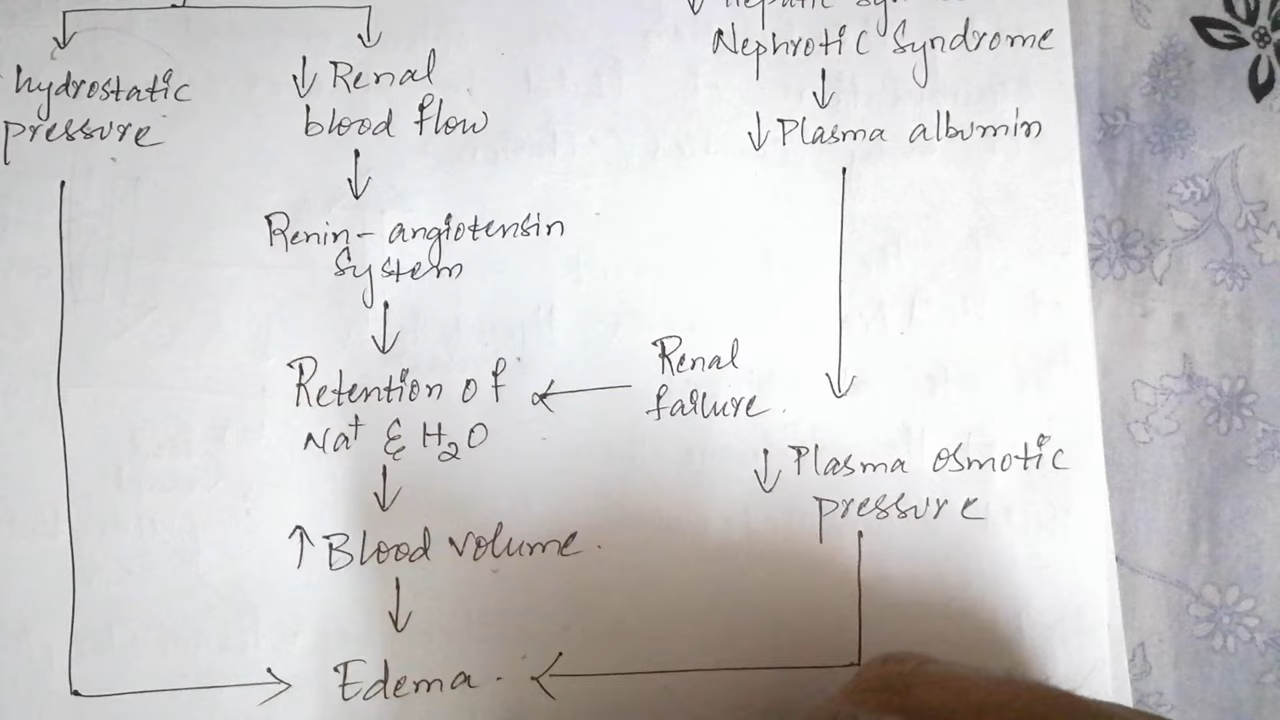 hydrostatic
pressure
↓ Renal
blood flow
↓
Renin- angiotensin
System
↓
Retention of
Na⁺ & H₂O
↓
↑ Blood volume.
↓
Edema.
← Renal
failure.
Nephrotic Syndrome
↓
↓ Plasma albumin
↓ Plasma osmotic
pressure